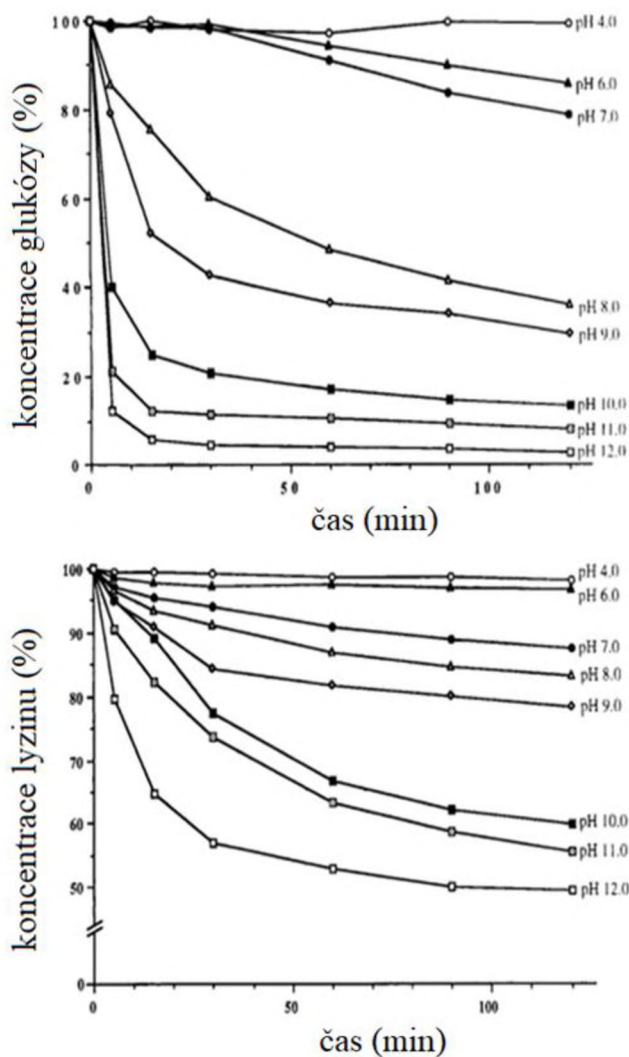 100
80
60
40
20
0
0
50
100
pH 4.0
pH 6.0
pH 7.0
pH 8.0
pH 9.0
pH 10.0
pH 11.0
pH 12.0
koncentrace glukózy (%)
čas (min)
100
90
80
70
60
50
0
0
50
100
pH 4.0
pH 6.0
pH 7.0
pH 8.0
pH 9.0
pH 10.0
pH 11.0
pH 12.0
koncentrace lyzinu (%)
čas (min)